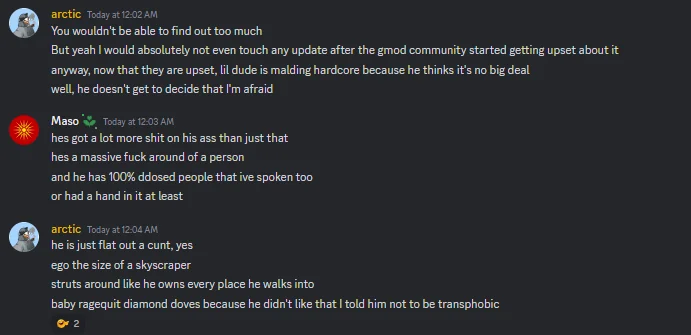 arctic Today at 12:02 AM
You wouldn't be able to find out too much
But yeah I would absolutely not even touch any update after the gmod community started getting upset about it
anyway, now that they are upset, lil dude is malding hardcore because he thinks it's no big deal
well, he doesn't get to decide that I'm afraid
Maso Today at 12:03 AM
hes got a lot more shit on his ass than just that
hes a massive fuck around of a person
and he has 100% ddosed people that ive spoken too
or had a hand in it at least
arctic Today at 12:04 AM
he is just flat out a cunt, yes
ego the size of a skyscraper
struts around like he owns every place he walks into
baby ragequit diamond doves because he didn't like that I told him not to be transphobic
2